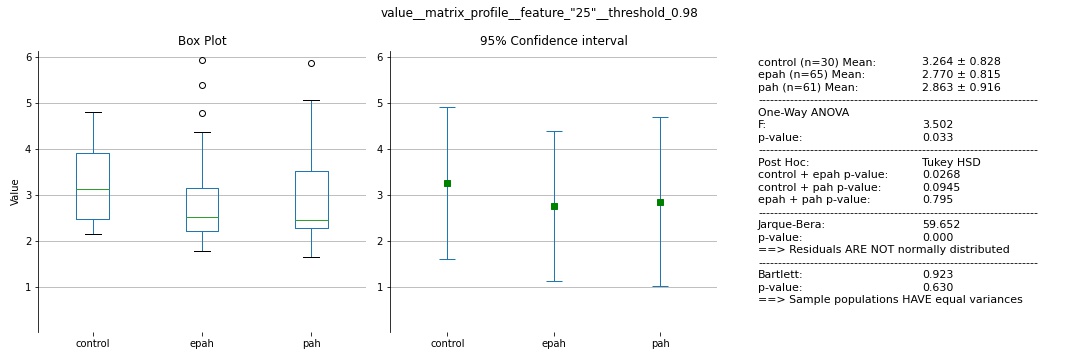 value__matrix_profile__feature_"25"__threshold_0.98
Box Plot
Value
6
5
4
3
2
1
control epah pah
95% Confidence interval
6
5
4
3
2
1
control epah pah
control (n=30) Mean: 3.264 ± 0.828
epah (n=65) Mean: 2.770 ± 0.815
pah (n=61) Mean: 2.863 ± 0.916
One-Way ANOVA
F: 3.502
p-value: 0.033
Post Hoc: Tukey HSD
control + epah p-value: 0.0268
control + pah p-value: 0.0945
epah + pah p-value: 0.795
Jarque-Bera: 59.652
p-value: 0.000
==> Residuals ARE NOT normally distributed
Bartlett: 0.923
p-value: 0.630
==> Sample populations HAVE equal variances